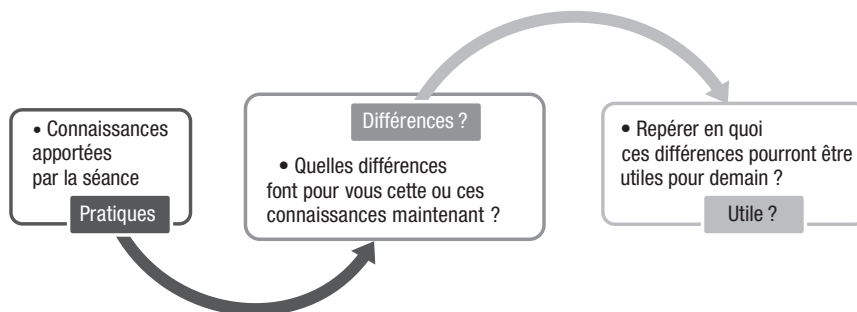 • Connaissances
apportées
par la séance
Pratiques
Différences ?
• Quelles différences
font pour vous cette ou ces
connaissances maintenant ?
• Repérer en quoi
ces différences pourront être
utiles pour demain ?
Utile ?